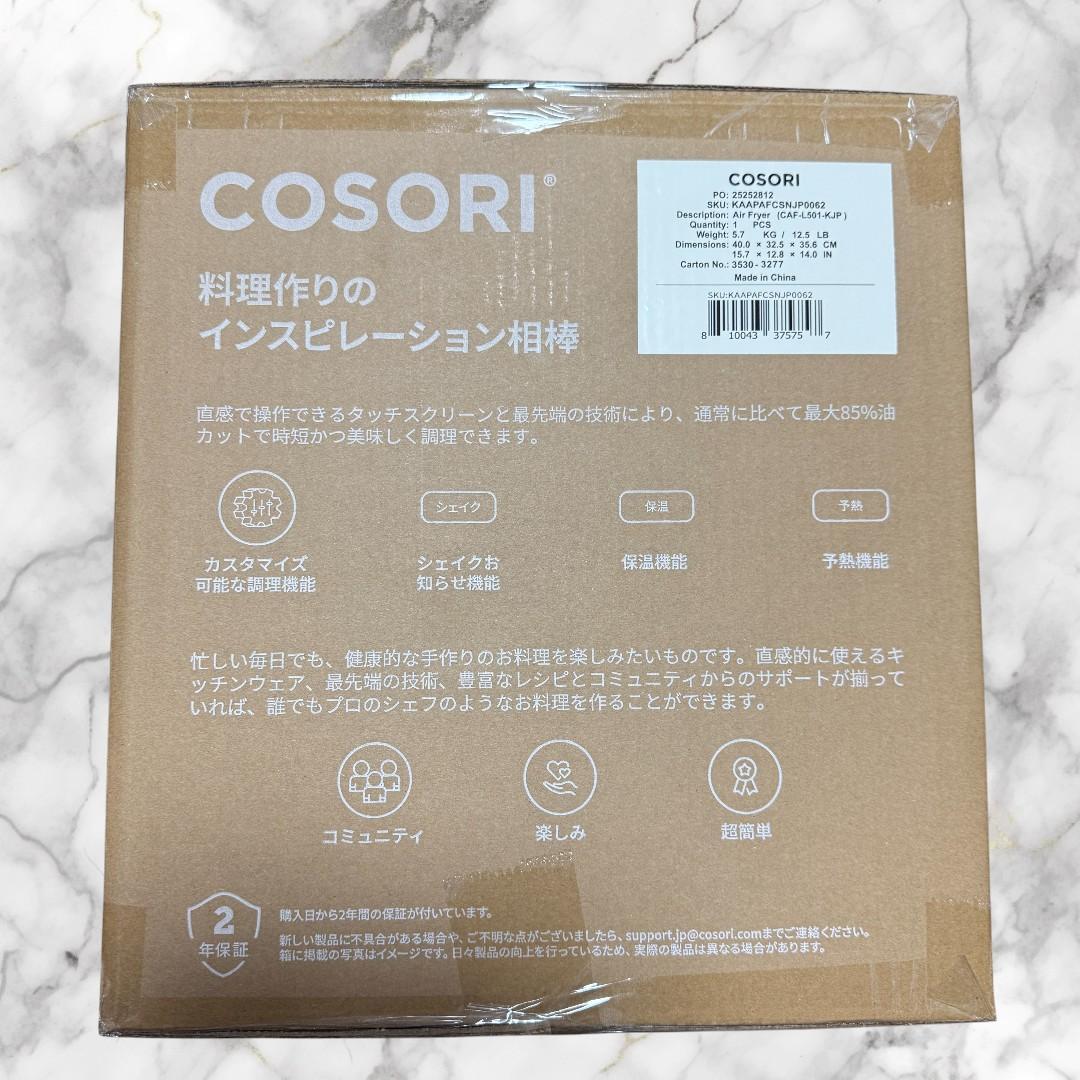 COSORI®
料理作りの
インスピレーション相棒
COSORI
PO: 25252812
SKU: KAAPAFCSNJP0062
Description: Air Fryer (CAF-L501-KJP)
Quantity: 1 PCS
Weight: 5.7 KG / 12.5 LB
Dimensions: 40.0 × 32.5 × 35.6 CM
15.7 × 12.8 × 14.0 IN
Carton No.: 3530-3277
Made in China
SKU:KAAPAFCSNJP0062
8 10043 37575 7
直感で操作できるタッチスクリーンと最先端の技術により、通常に比べて最大85%油
カットで時短かつ美味しく調理できます。
シェイク
保温
予熱
カスタマイズ
可能な調理機能
シェイクお
知らせ機能
保温機能
予熱機能
忙しい毎日でも、健康的な手作りのお料理を楽しみたいものです。直感的に使えるキ
ッチンウェア、最先端の技術、豊富なレシピとコミュニティからのサポートが揃って
いれば、誰でもプロのシェフのようなお料理を作ることができます。
コミュニティ
楽しみ
超簡単
2
年保証
購入日から2年間の保証が付いています。
新しい製品に不具合がある場合や、ご不明な点がございましたら、support.jp@cosori.comまでご連絡ください。
箱に掲載の写真はイメージです。日々製品の向上を行っているため、実際の製品は異なる場合があります。